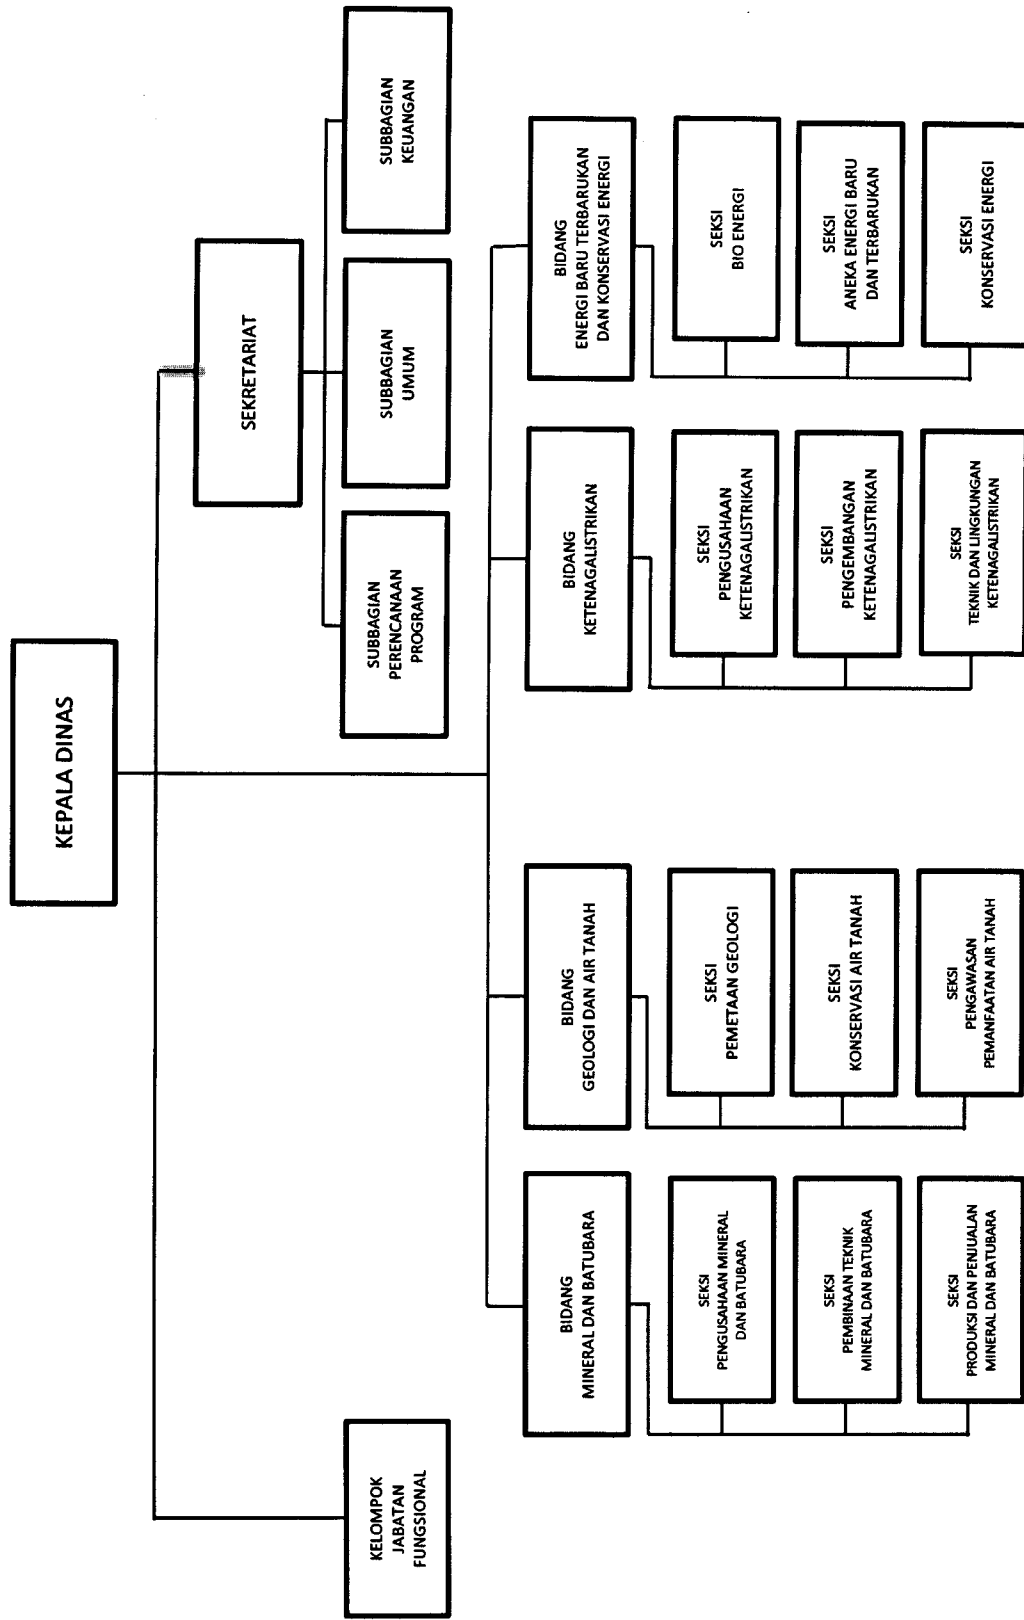 KEPALA DINAS
KELOMPOK
JABATAN
FUNGSIONAL
SEKRETARIAT
SUBBAGIAN
PERENCANAAN
PROGRAM
SUBBAGIAN
UMUM
SUBBAGIAN
KEUANGAN
BIDANG
MINERAL DAN BATUBARA
SEKSI
PENGUSAHAAN MINERAL
DAN BATUBARA
SEKSI
PEMBINAAN TEKNIK
MINERAL DAN BATUBARA
SEKSI
PRODUKSI DAN PENJUALAN
MINERAL DAN BATUBARA
BIDANG
GEOLOGI DAN AIR TANAH
SEKSI
PEMETAAN GEOLOGI
SEKSI
KONSERVASI AIR TANAH
SEKSI
PENGAWASAN
PEMANFAATAN AIR TANAH
BIDANG
KETENAGALISTRIKAN
SEKSI
PENGUSAHAAN
KETENAGALISTRIKAN
SEKSI
PENGEMBANGAN
KETENAGALISTRIKAN
SEKSI
TEKNIK DAN LINGKUNGAN
KETENAGALISTRIKAN
BIDANG
ENERGI BARU TERBARUKAN
DAN KONSERVASI ENERGI
SEKSI
BIO ENERGI
SEKSI
ANEKA ENERGI BARU
DAN TERBARUKAN
SEKSI
KONSERVASI ENERGI